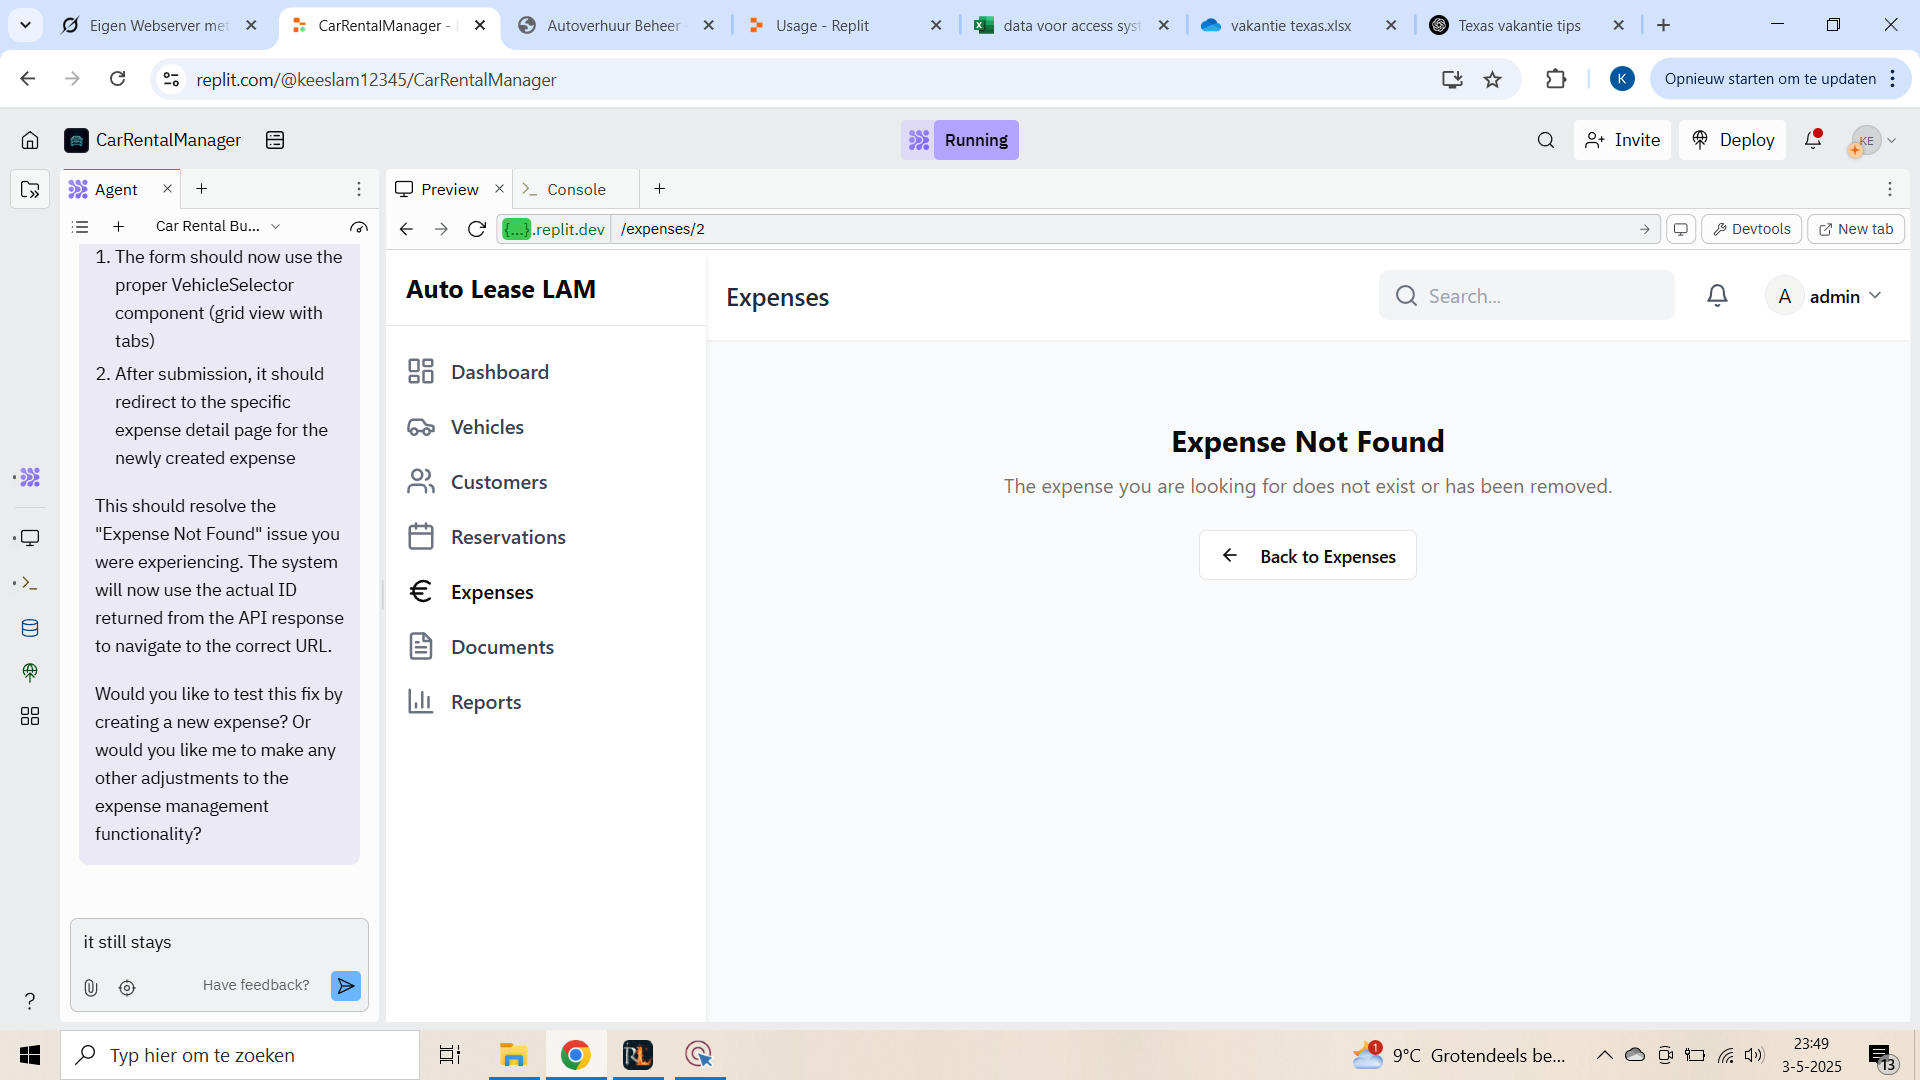 Eigen Webserver met
CarRentalManager -
Autoverhuur Beheer
Usage - Replit
data voor access syst
vakantie texas.xlsx
Texas vakantie tips
replit.com/@keeslam12345/CarRentalManager
K
Opnieuw starten om te updaten
CarRentalManager
Running
Invite
Deploy
KE
Agent
Preview
Console
Car Rental Bu...
{...}.replit.dev
/expenses/2
Devtools
New tab
1. The form should now use the
proper VehicleSelector
component (grid view with
tabs)
2. After submission, it should
redirect to the specific
expense detail page for the
newly created expense
This should resolve the
"Expense Not Found" issue you
were experiencing. The system
will now use the actual ID
returned from the API response
to navigate to the correct URL.
Would you like to test this fix by
creating a new expense? Or
would you like me to make any
other adjustments to the
expense management
functionality?
it still stays
Have feedback?
Auto Lease LAM
Dashboard
Vehicles
Customers
Reservations
Expenses
Documents
Reports
Expenses
Search...
A
admin
Expense Not Found
The expense you are looking for does not exist or has been removed.
Back to Expenses
Typ hier om te zoeken
RL
1
9°C Grotendeels be...
23:49
3-5-2025
13